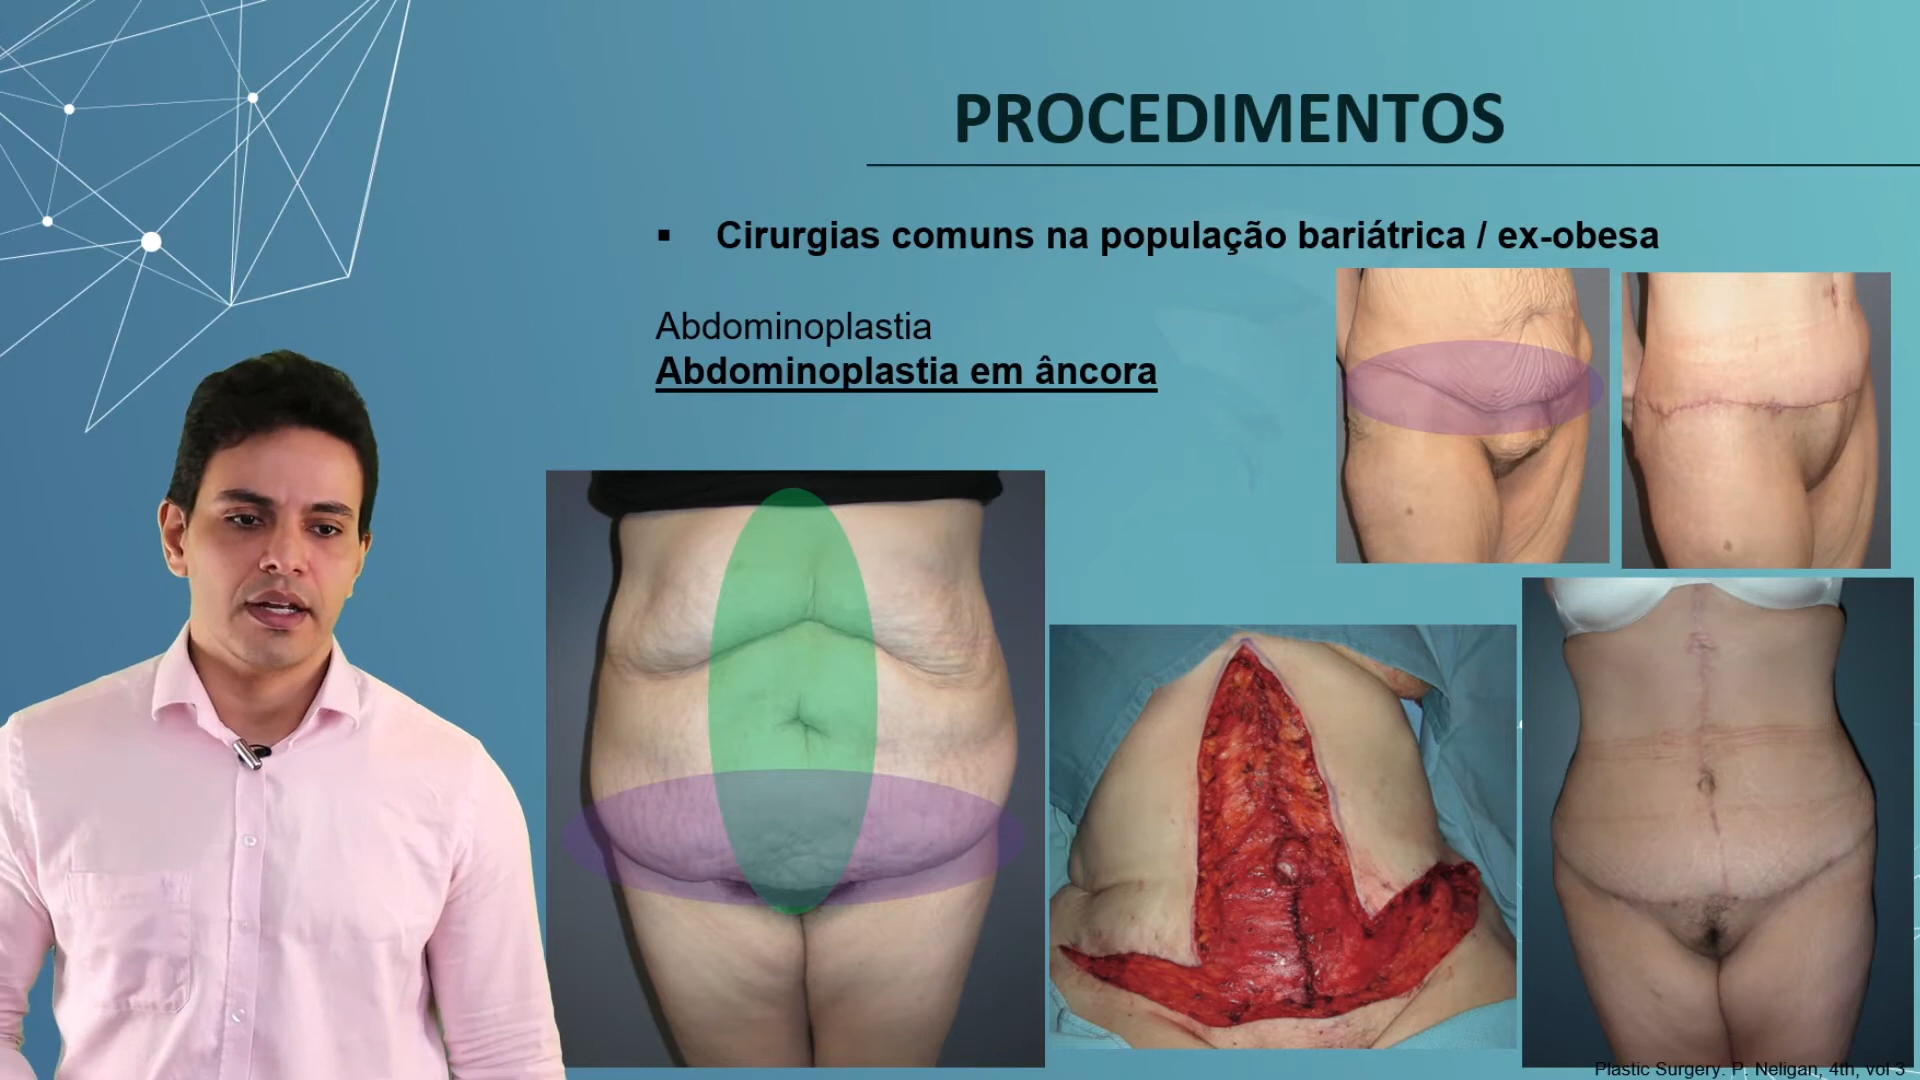 PROCEDIMENTOS
▪ Cirurgias comuns na população bariátrica / ex-obesa
Abdominoplastia
Abdominoplastia em âncora
Plastic Surgery. P. Neligan, 4th, vol 3